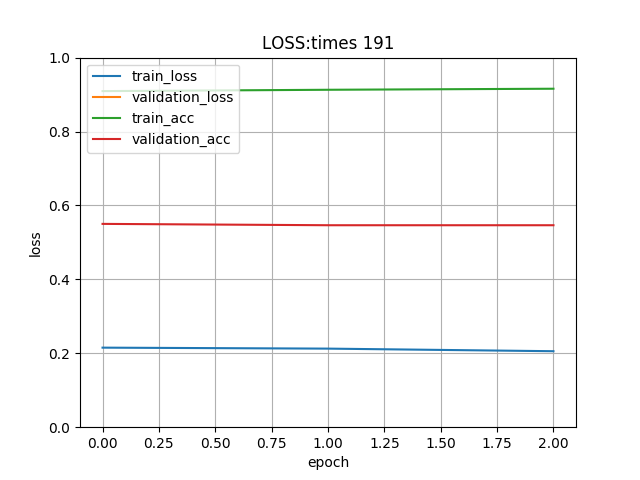 LOSS:times 191
train_loss
validation_loss
train_acc
validation_acc
1.0
0.8
0.6
0.4
0.2
0.0
loss
0.00 0.25 0.50 0.75 1.00 1.25 1.50 1.75 2.00
epoch